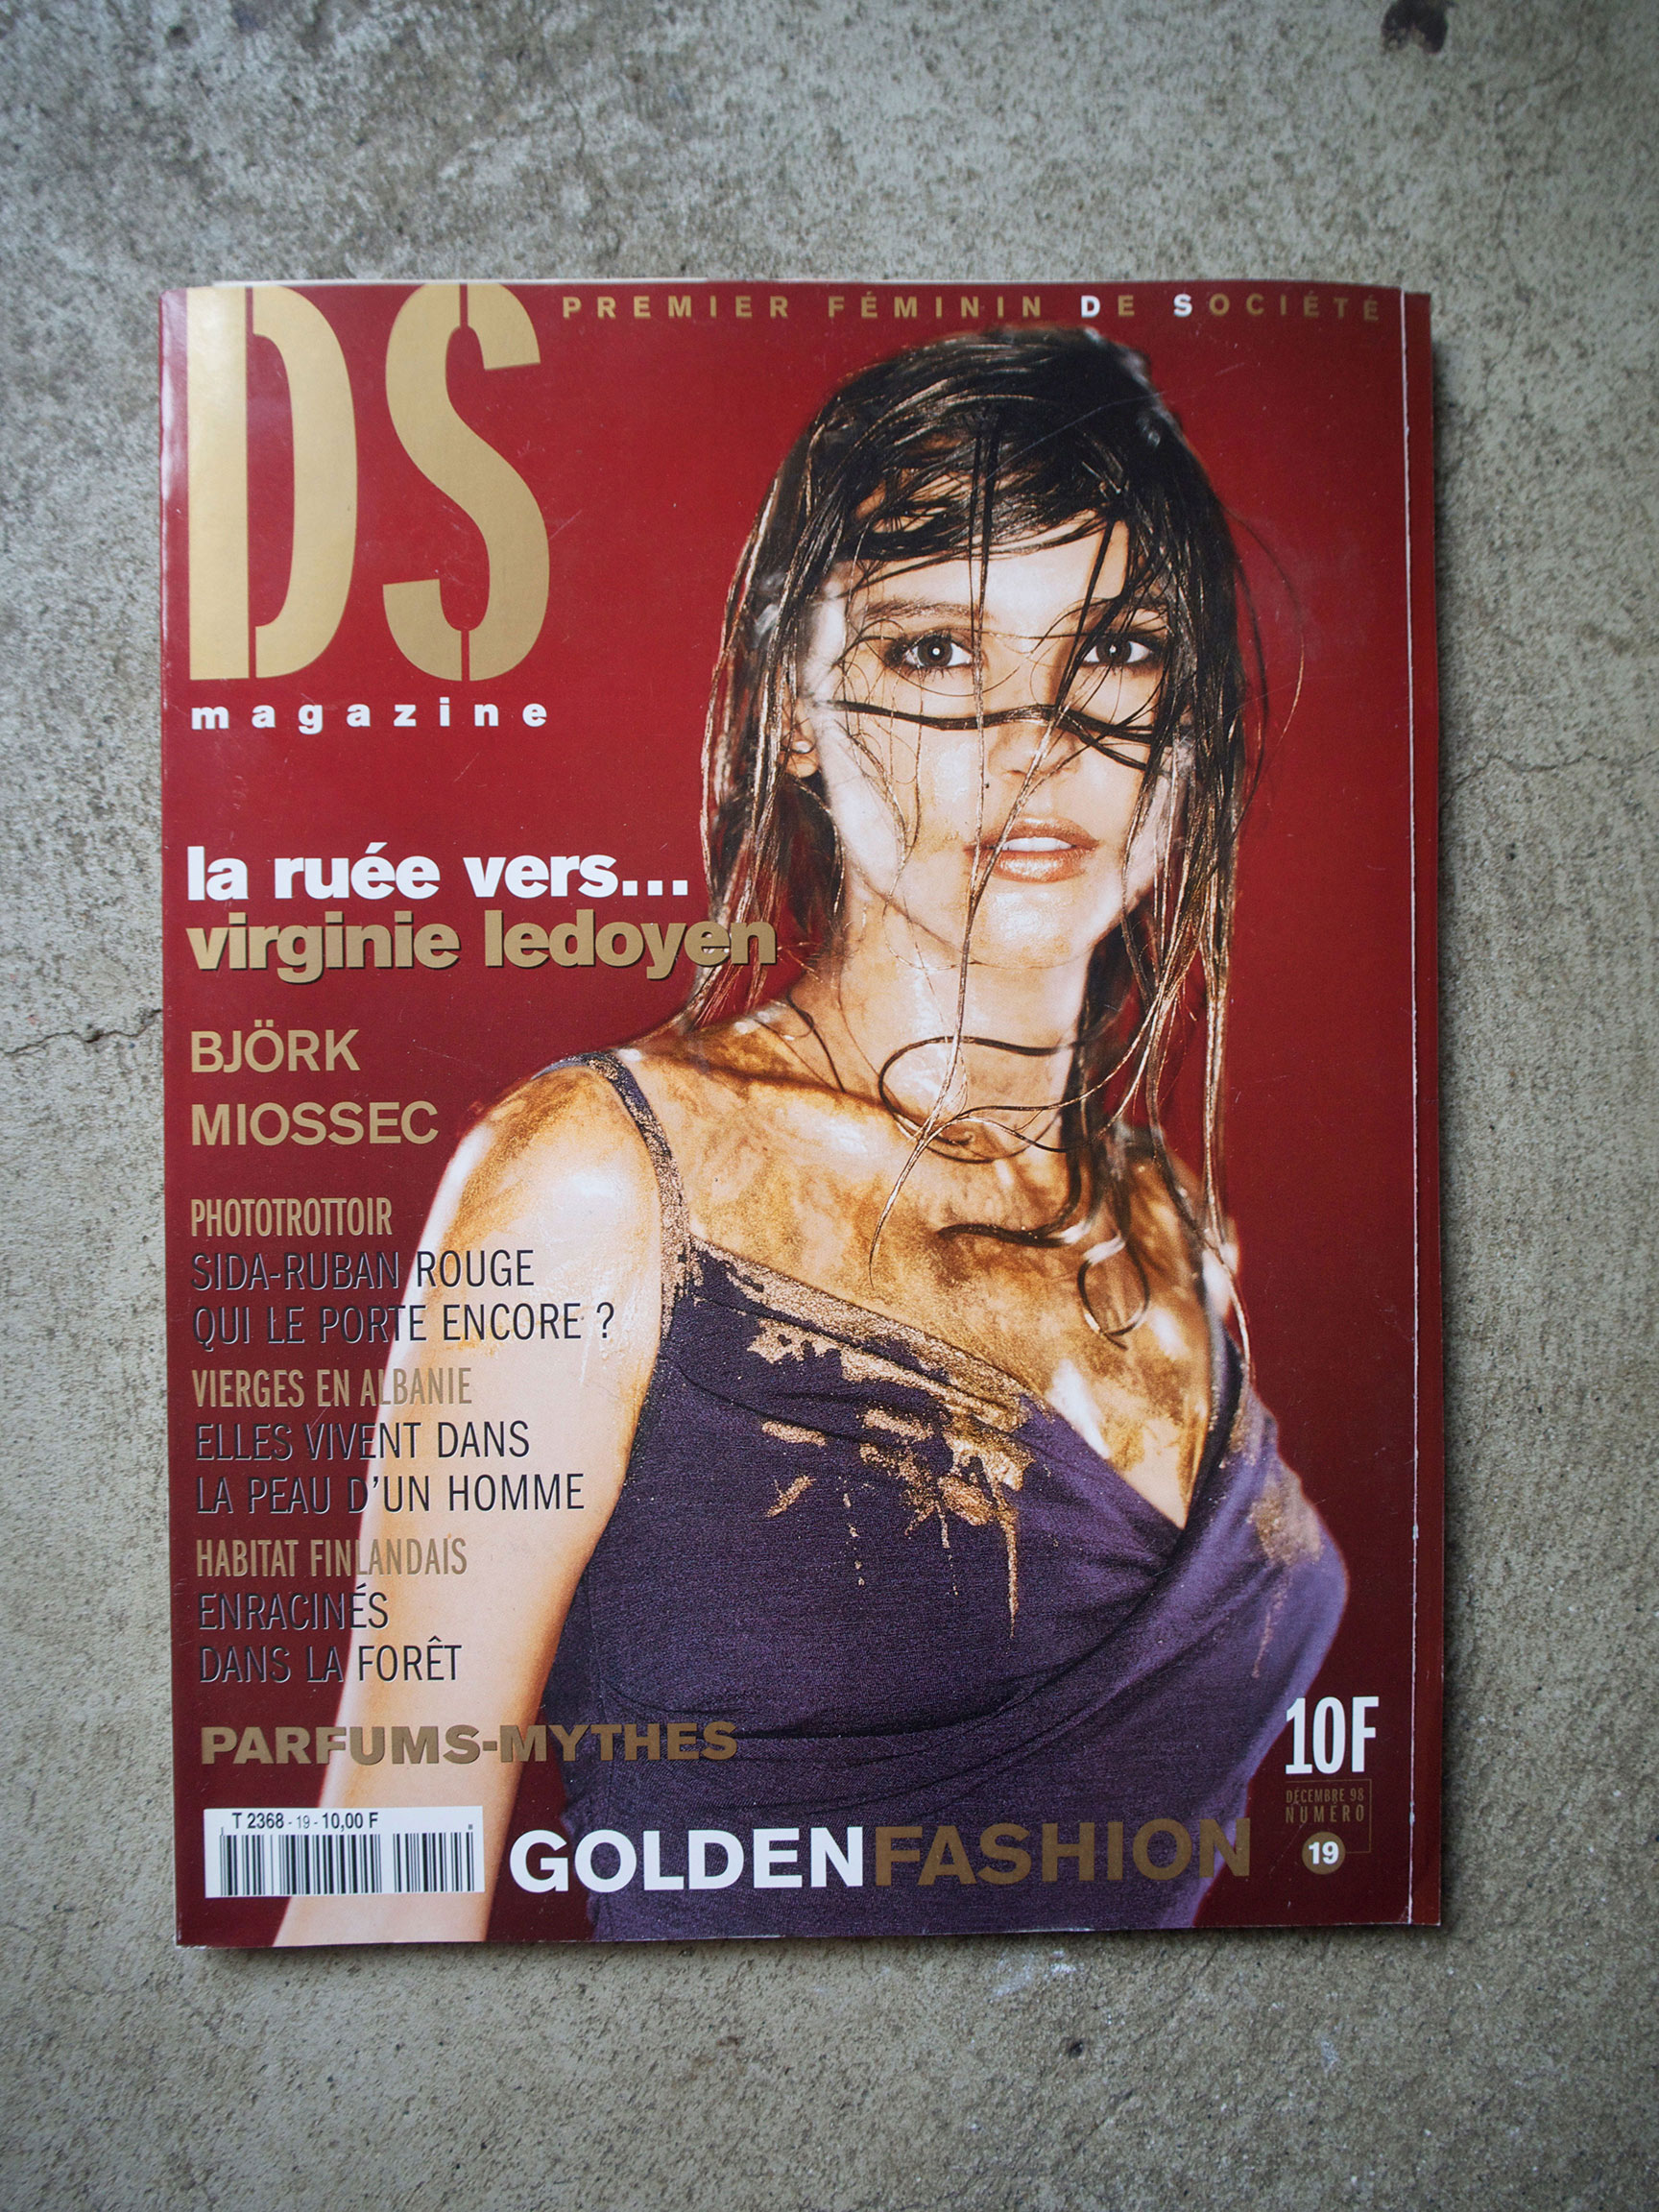 DS
PREMIER FÉMININ DE SOCIÉTÉ
magazine
la ruée vers...
virginie ledoyen
BJÖRK
MIOSSEC
PHOTOTROTTOIR
SIDA-RUBAN ROUGE
QUI LE PORTE ENCORE ?
VIERGES EN ALBANIE
ELLES VIVENT DANS
LA PEAU D'UN HOMME
HABITAT FINLANDAIS
ENRACINÉS
DANS LA FORÊT
PARFUMS-MYTHES
T 2368 - 19 - 10,00 F
GOLDENFASHION
10F
DÉCEMBRE 98
NUMÉRO
19